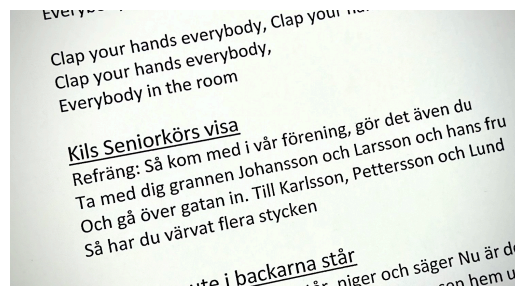 Clap your hands everybody, Clap your
Clap your hands everybody,
Everybody in the room
Kils Seniorkörs visa
Refräng: Så kom med i vår förening, gör det även du
Ta med dig grannen Johansson och Larsson och hans fru
Och gå över gatan in. Till Karlsson, Pettersson och Lund
Så har du värvat flera stycken
i backarna står
niger och säger Nu är
hem